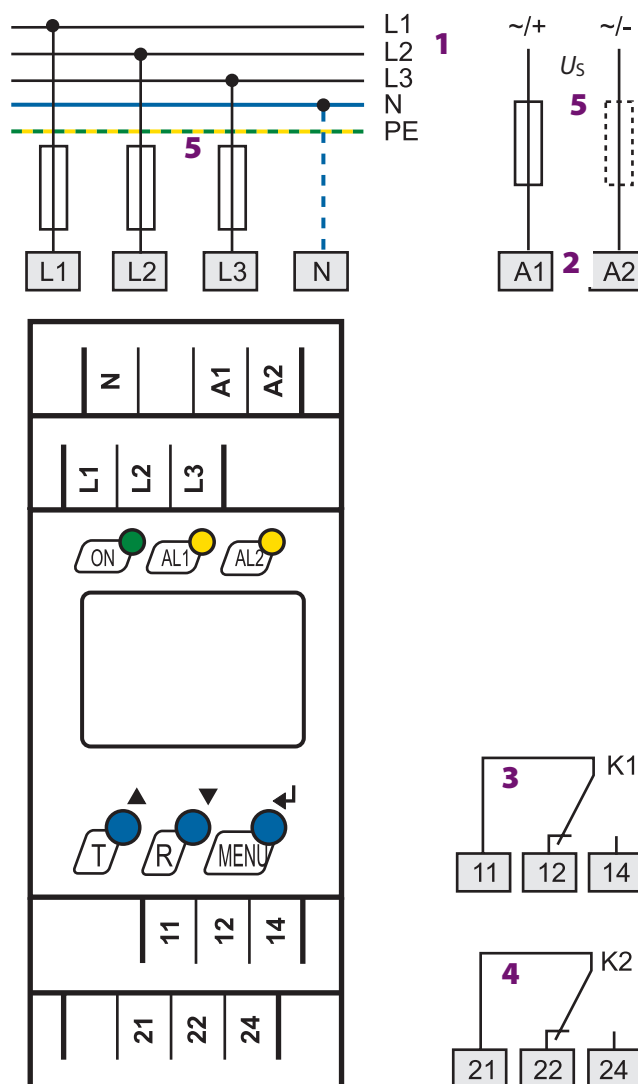 L1
L2
L3
N
PE
1
5
L1 L2 L3 N
~/+ ~/-
US
5
A1 2 A2
N A1 A2
L1 L2 L3
ON AL1 AL2
T R MENU
11 12 14
21 22 24
3 K1
11 12 14
4 K2
21 22 24